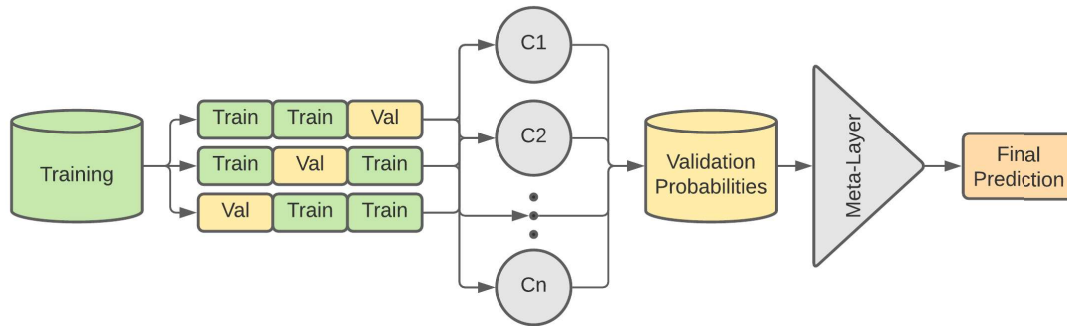 Training
Train Train Val
Train Val Train
Val Train Train
C1
C2
Cn
Validation
Probabilities
Meta-Layer
Final
Prediction